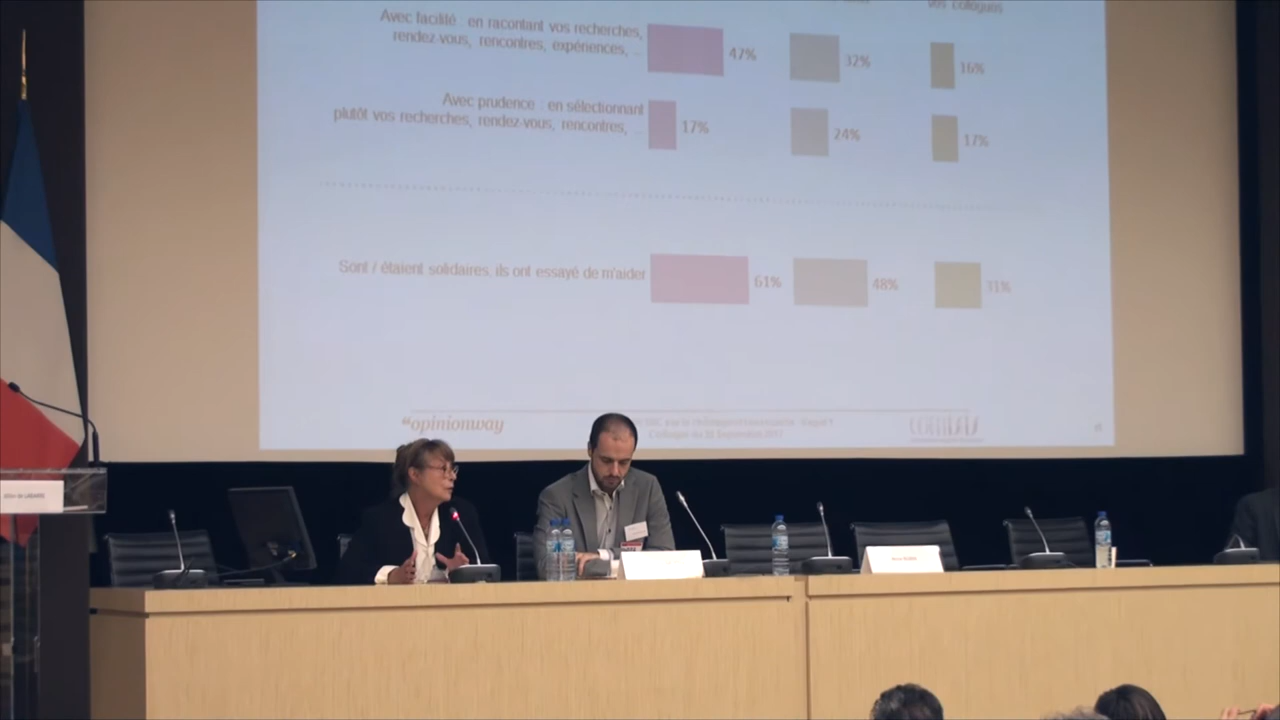 vos collègues
Avec facilité : en racontant vos recherches,
rendez-vous, rencontres, expériences, ...
47%
32%
16%
Avec prudence : en sélectionnant
plutôt vos recherches, rendez-vous, rencontres, ...
17%
24%
17%
Sont / étaient solidaires, ils ont essayé de m'aider
61%
48%
31%
"opinionway